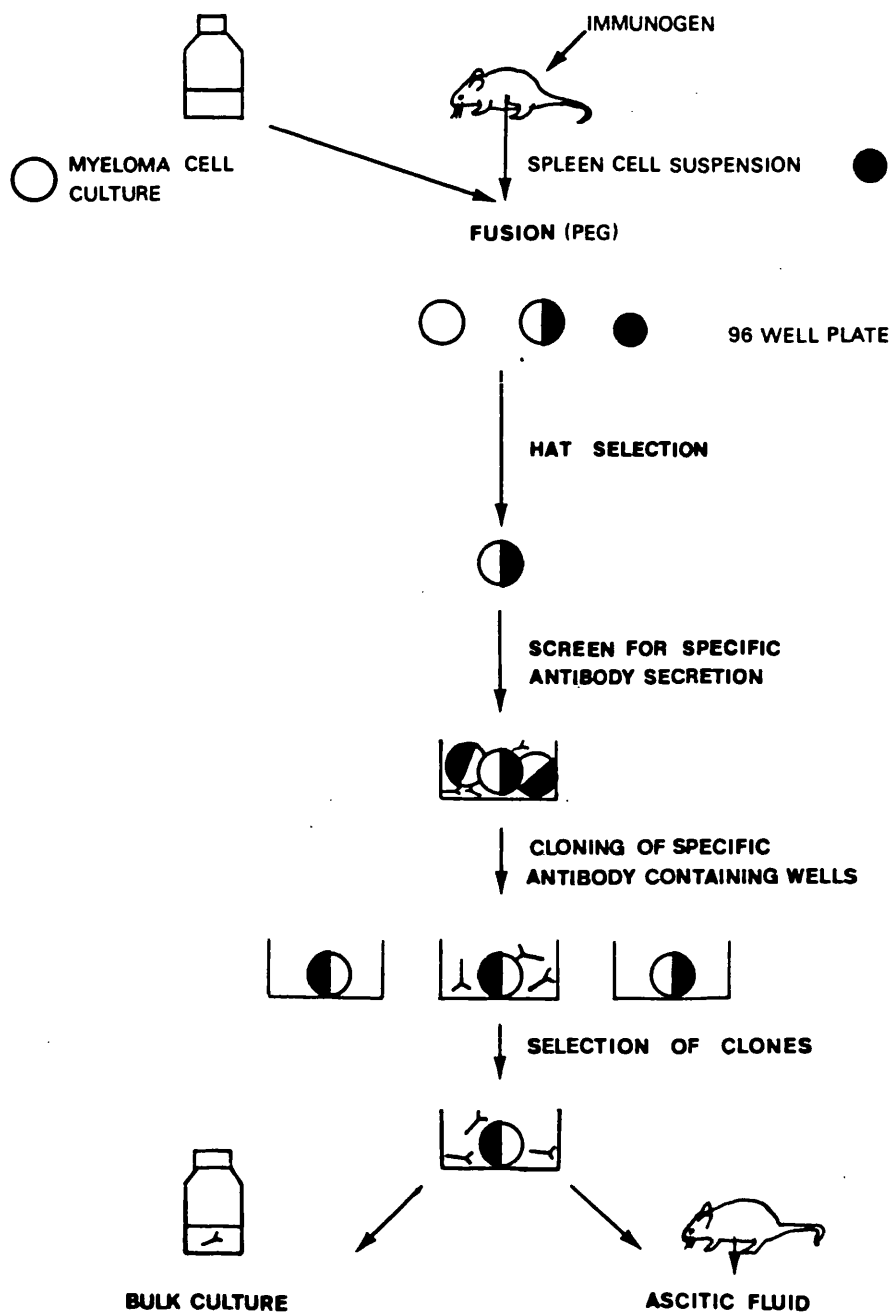 IMMUNOGEN
MYELOMA CELL
CULTURE
SPLEEN CELL SUSPENSION
FUSION (PEG)
96 WELL PLATE
HAT SELECTION
SCREEN FOR SPECIFIC
ANTIBODY SECRETION
CLONING OF SPECIFIC
ANTIBODY CONTAINING WELLS
SELECTION OF CLONES
BULK CULTURE
ASCITIC FLUID